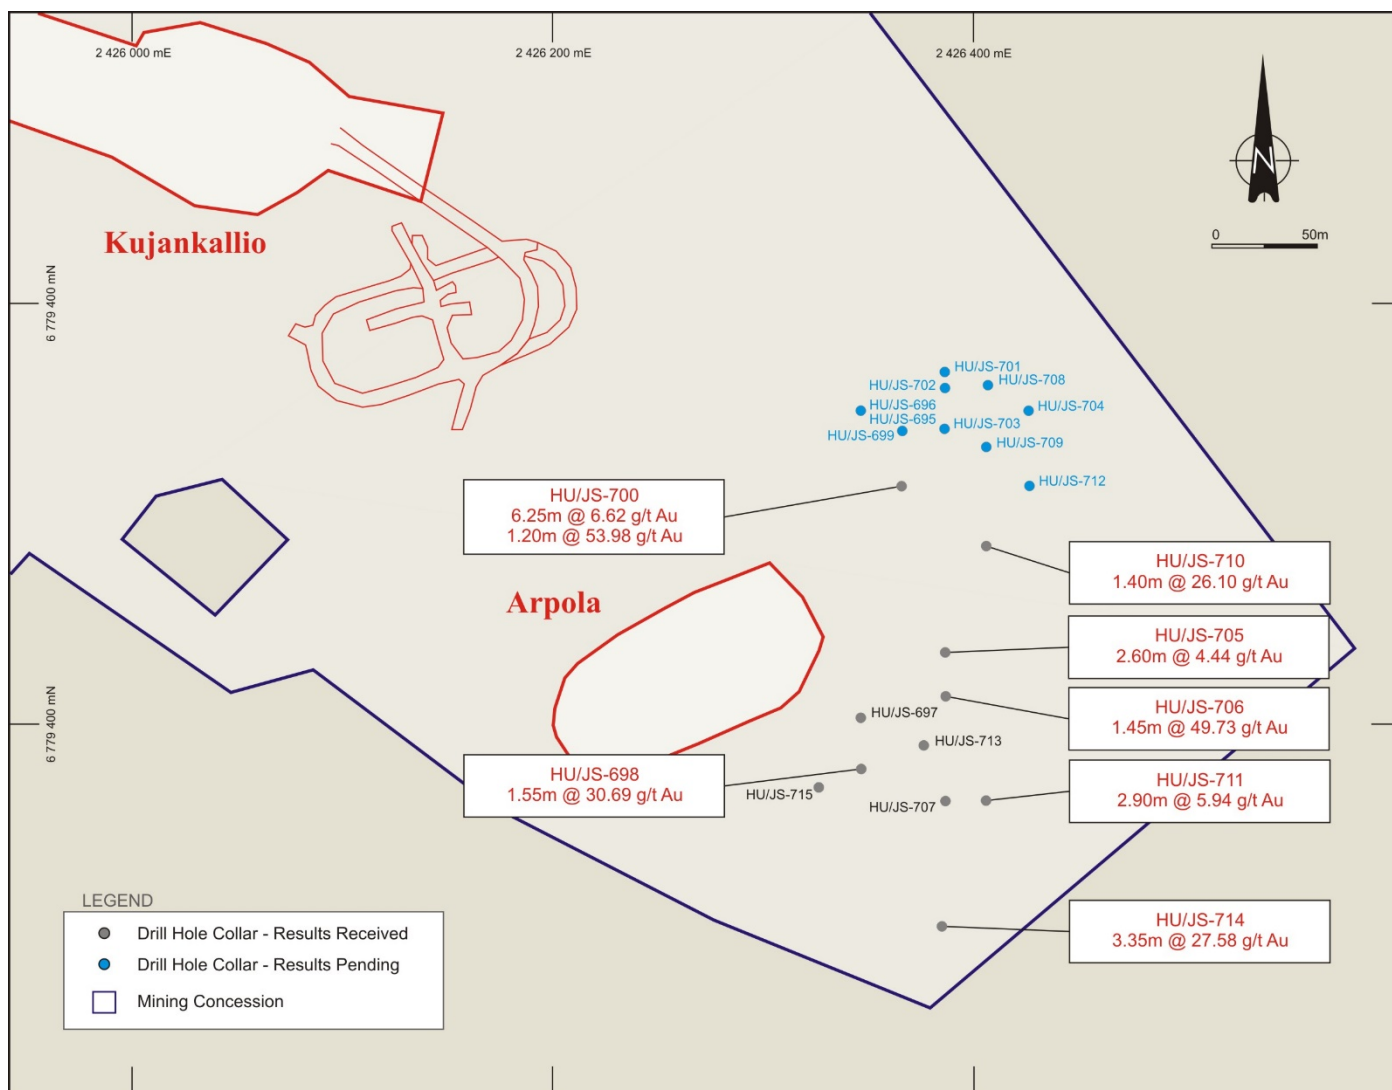 2 426 000 mE
2 426 200 mE
2 426 400 mE
N
0 50m
Kujankallio
6 779 400 mN
HU/JS-701
HU/JS-702
HU/JS-708
HU/JS-696
HU/JS-704
HU/JS-695
HU/JS-703
HU/JS-699
HU/JS-709
HU/JS-712
HU/JS-700
6.25m @ 6.62 g/t Au
1.20m @ 53.98 g/t Au
HU/JS-710
1.40m @ 26.10 g/t Au
Arpola
HU/JS-705
2.60m @ 4.44 g/t Au
HU/JS-706
1.45m @ 49.73 g/t Au
6 779 400 mN
HU/JS-697
HU/JS-713
HU/JS-698
1.55m @ 30.69 g/t Au
HU/JS-715
HU/JS-707
HU/JS-711
2.90m @ 5.94 g/t Au
HU/JS-714
3.35m @ 27.58 g/t Au
LEGEND
Drill Hole Collar - Results Received
Drill Hole Collar - Results Pending
Mining Concession